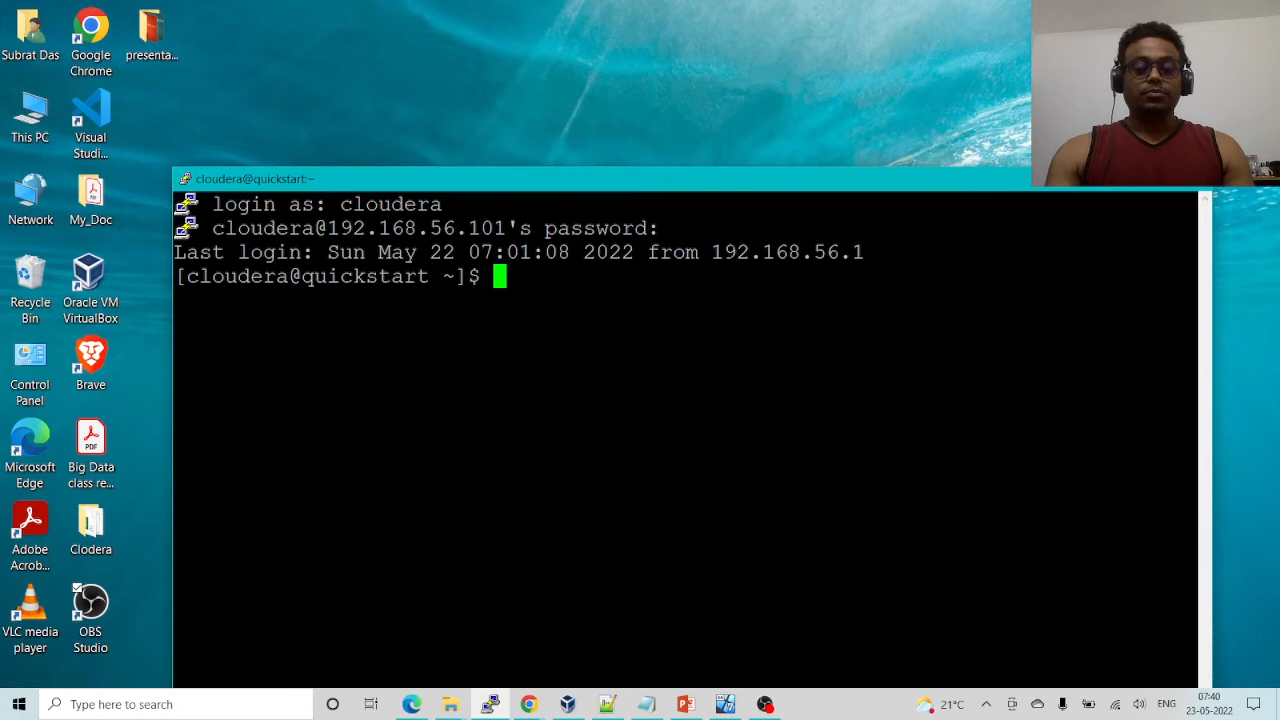 Subrat Das
Google
Chrome
presenta...
This PC
Visual
Studi...
Network
My_Doc
Recycle
Bin
Oracle VM
VirtualBox
Control
Panel
Brave
Microsoft
Edge
PDF
Big Data
class re...
Adobe
Acrob...
Clodera
VLC media
player
OBS
Studio
cloudera@quickstart:~
login as: cloudera
cloudera@192.168.56.101's password:
Last login: Sun May 22 07:01:08 2022 from 192.168.56.1
[cloudera@quickstart ~]$
Type here to search
21°C
ENG
07:40
23-05-2022